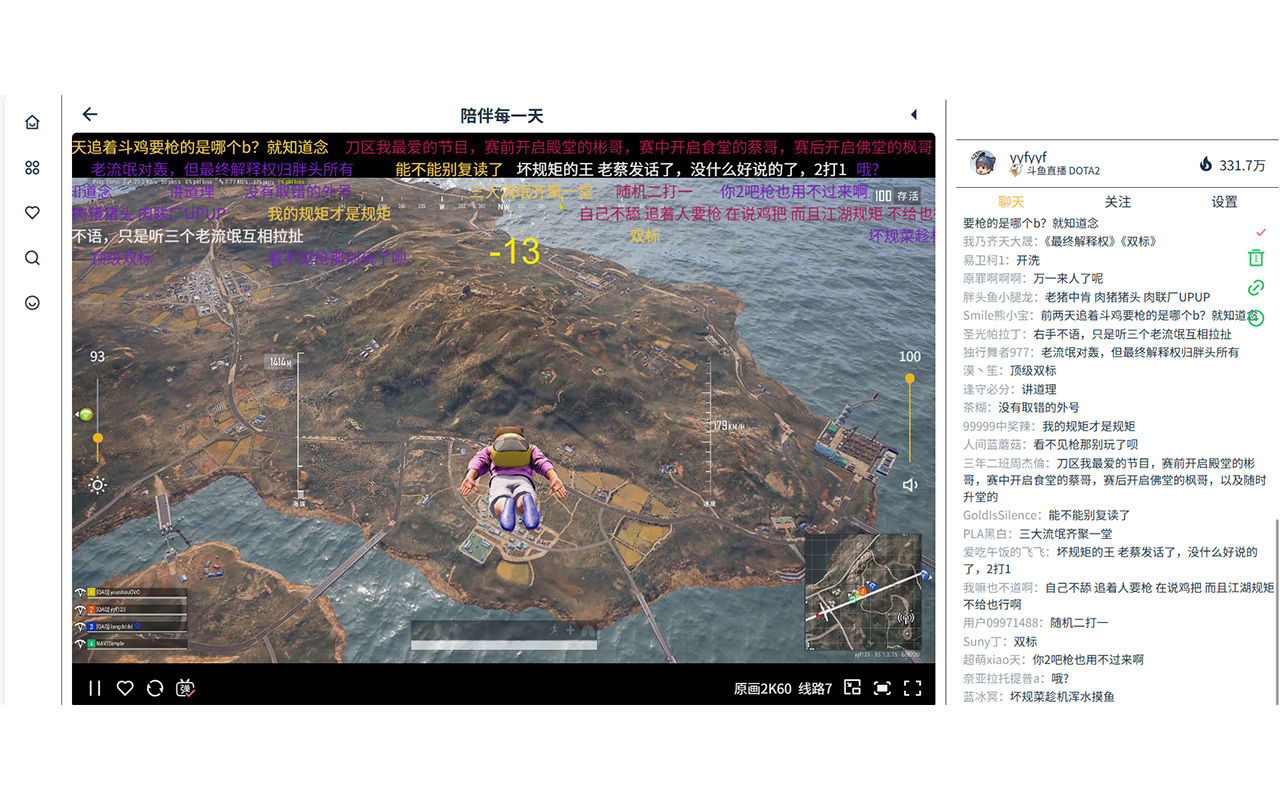 陪伴每一天
天追着斗鸡要枪的是哪个b？就知道念
刀区我最爱的节目，赛前开启殿堂的彬哥，赛中开启食堂的蔡哥，赛后开启佛堂的枫哥
老流氓对轰，但最终解释权归胖头所有
能不能别复读了
坏规矩的王 老蔡发话了，没什么好说的了，2打1
哦？
知道念
讲道理
没有取错的外号
三大流氓齐聚一堂
随机二打一
你2吧枪也用不过来啊
100 存活
肉猪猪头 肉联厂UPUP
我的规矩才是规矩
自己不舔 追着人要枪 在说鸡把 而且江湖规矩 不给也
不语，只是听三个老流氓互相拉扯
双标
坏规菜趁机
顶级双标
看不见枪那别玩了呗
-13
NW
93
100
1414M
179KM/H
海拔
速度
1 [QAQ] youshouOVO
2 [QAQ] yyf123
3
4 NAVISimple
原画2K60 线路7
yyfyyf
斗鱼直播 DOTA2
331.7万
聊天 关注 设置
要枪的是哪个b？就知道念
我乃齐天大晟：《最终解释权》《双标》
易卫柯1：开洗
原罪啊啊啊：万一来人了呢
胖头鱼小腿龙：老猪中肯 肉猪猪头 肉联厂UPUP
Smile熊小宝：前两天追着斗鸡要枪的是哪个b？就知道念
圣光帕拉丁：右手不语，只是听三个老流氓互相拉扯
独行舞者977：老流氓对轰，但最终解释权归胖头所有
漠丶笙：顶级双标
逢守必分：讲道理
茶糊：没有取错的外号
99999中奖辣：我的规矩才是规矩
人间蓝蘑菇：看不见枪那别玩了呗
三年二班周杰倫：刀区我最爱的节目，赛前开启殿堂的彬
哥，赛中开启食堂的蔡哥，赛后开启佛堂的枫哥，以及随时
升堂的
GoldIsSilence：能不能别复读了
PLA黑白：三大流氓齐聚一堂
爱吃午饭的飞飞：坏规矩的王 老蔡发话了，没什么好说的
了，2打1
我嘛也不道啊：自己不舔 追着人要枪 在说鸡把 而且江湖规矩
不给也行啊
用户09971488：随机二打一
Suny丁：双标
超萌xiao天：你2吧枪也用不过来啊
奈亚拉托提普a：哦?
蓝冰冥：坏规菜趁机浑水摸鱼